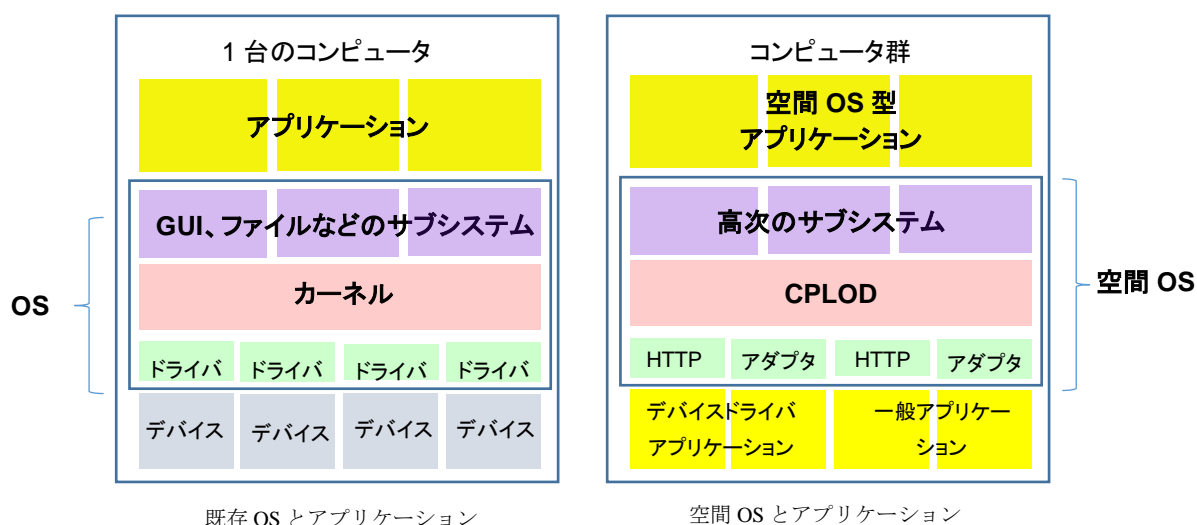 1 台のコンピュータ
アプリケーション
GUI、ファイルなどのサブシステム
カーネル
ドライバ ドライバ ドライバ ドライバ
デバイス デバイス デバイス デバイス
OS
既存 OS とアプリケーション
コンピュータ群
空間 OS 型
アプリケーション
高次のサブシステム
CPLOD
HTTP アダプタ HTTP アダプタ
デバイスドライバ
アプリケーション
一般アプリケー
ション
空間 OS
空間 OS とアプリケーション